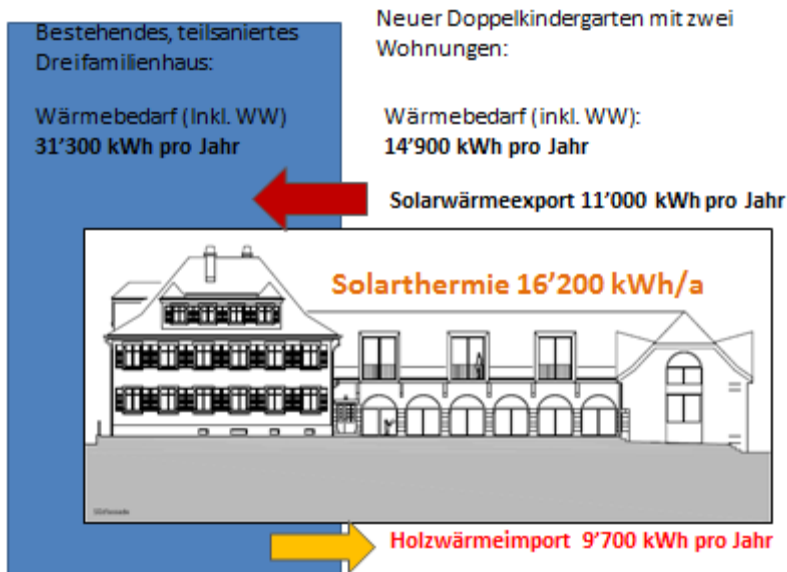 Bestehendes, teilsaniertes
Dreifamilienhaus:
Wärmebedarf (Inkl. WW)
31'300 kWh pro Jahr
Neuer Doppelkindergarten mit zwei
Wohnungen:
Wärmebedarf (inkl. WW):
14'900 kWh pro Jahr
Solarwärmeexport 11'000 kWh pro Jahr
Solarthermie 16'200 kWh/a
Holzwärmeimport 9'700 kWh pro Jahr